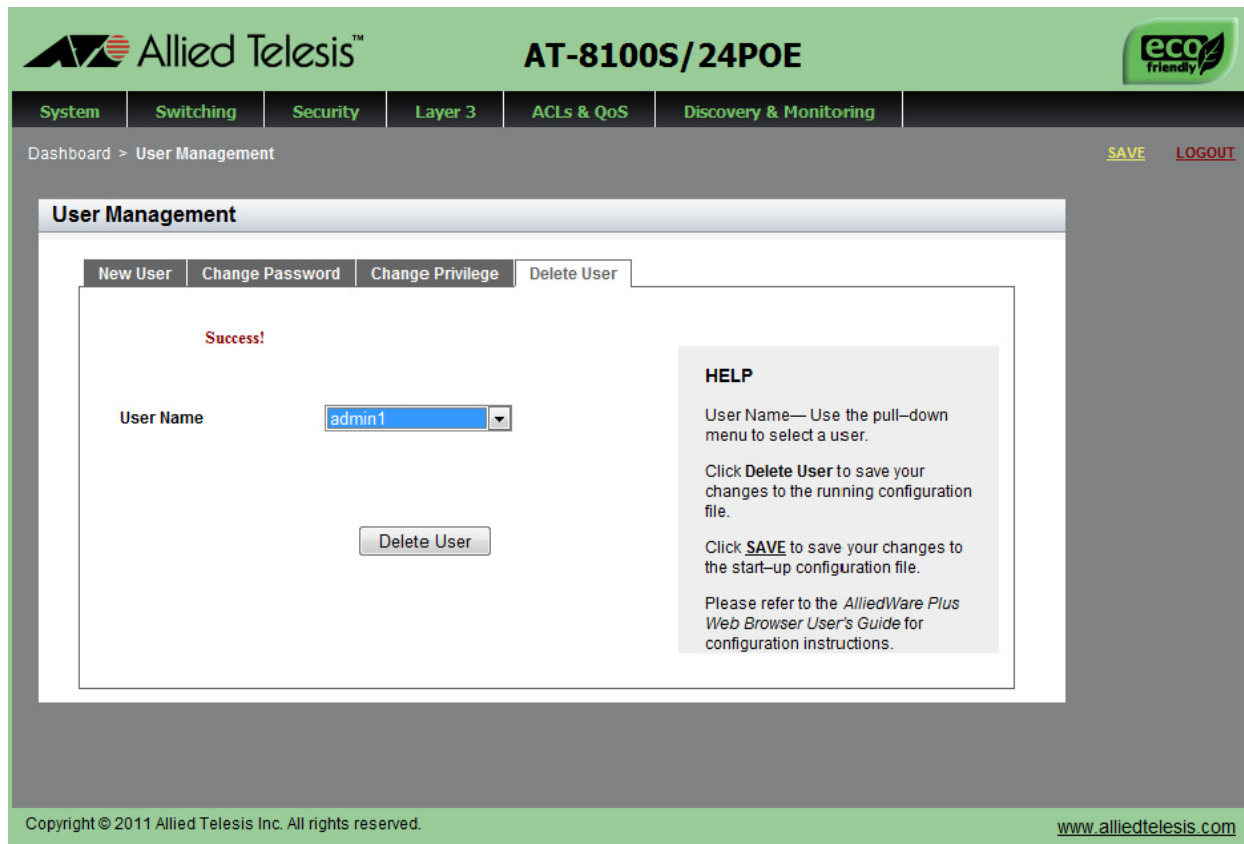 Allied Telesis™
AT-8100S/24POE
eco
friendly
System Switching Security Layer 3 ACLs & QoS Discovery & Monitoring
Dashboard > User Management
SAVE LOGOUT
User Management
New User Change Password Change Privilege Delete User
Success!
User Name admin1
Delete User
HELP
User Name— Use the pull–down
menu to select a user.
Click Delete User to save your
changes to the running configuration
file.
Click SAVE to save your changes to
the start–up configuration file.
Please refer to the AlliedWare Plus
Web Browser User's Guide for
configuration instructions.
Copyright © 2011 Allied Telesis Inc. All rights reserved.
www.alliedtelesis.com